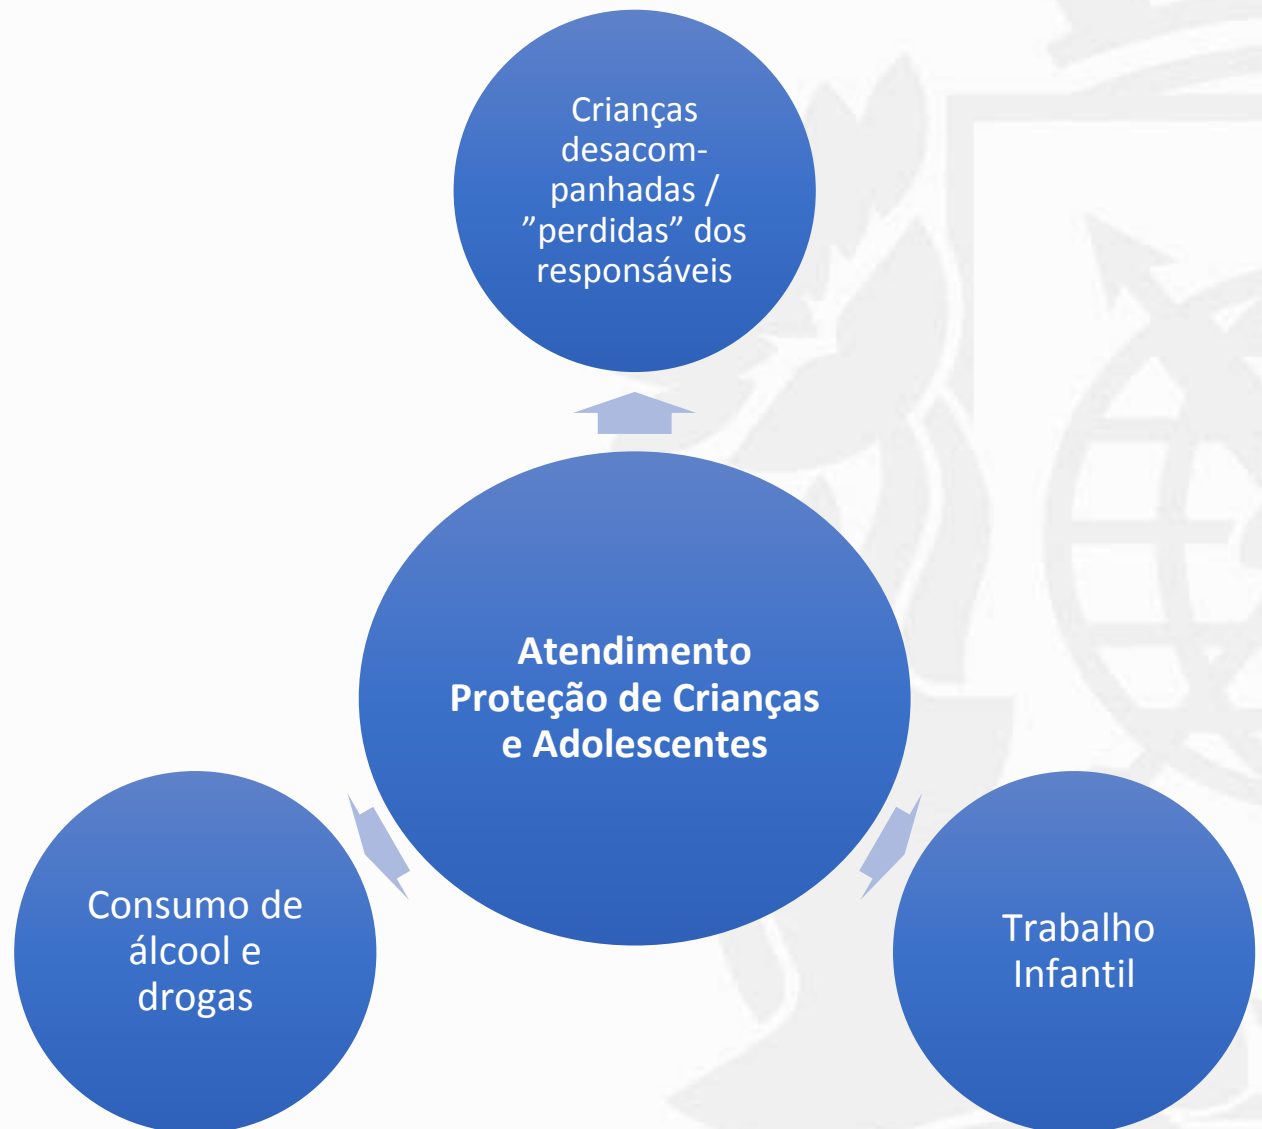 Crianças
desacom-
panhadas /
”perdidas” dos
responsáveis
Atendimento
Proteção de Crianças
e Adolescentes
Consumo de
álcool e
drogas
Trabalho
Infantil